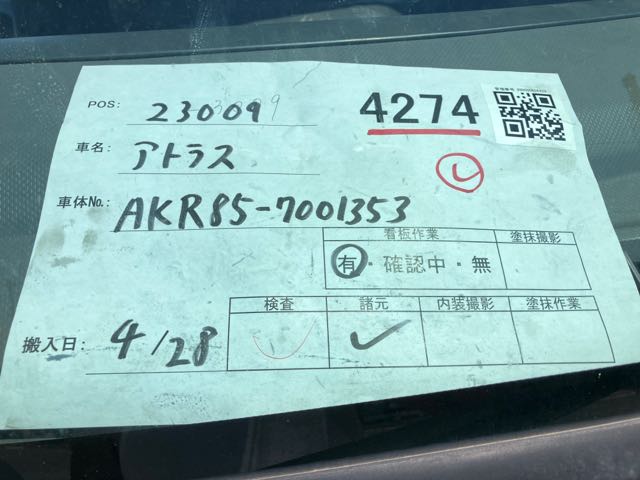 POS: 230099
4274
車名: アトラス
レ
車体No.: AKR85-7001353
看板作業 塗抹撮影
有・確認中・無
検査 諸元 内装撮影 塗抹作業
搬入日: 4/28